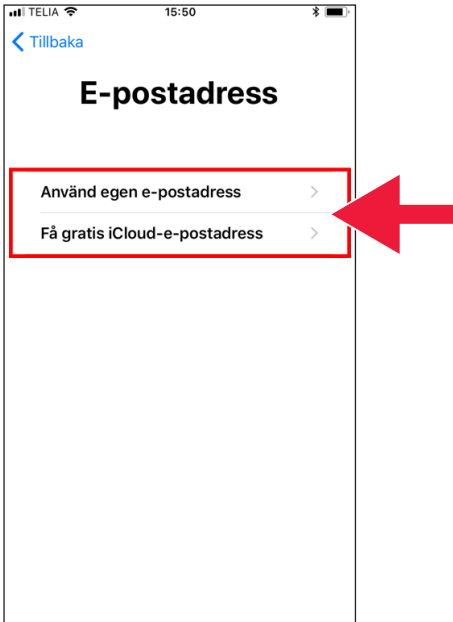 TELIA 15:50
Tillbaka
E-postadress
Använd egen e-postadress
Få gratis iCloud-e-postadress